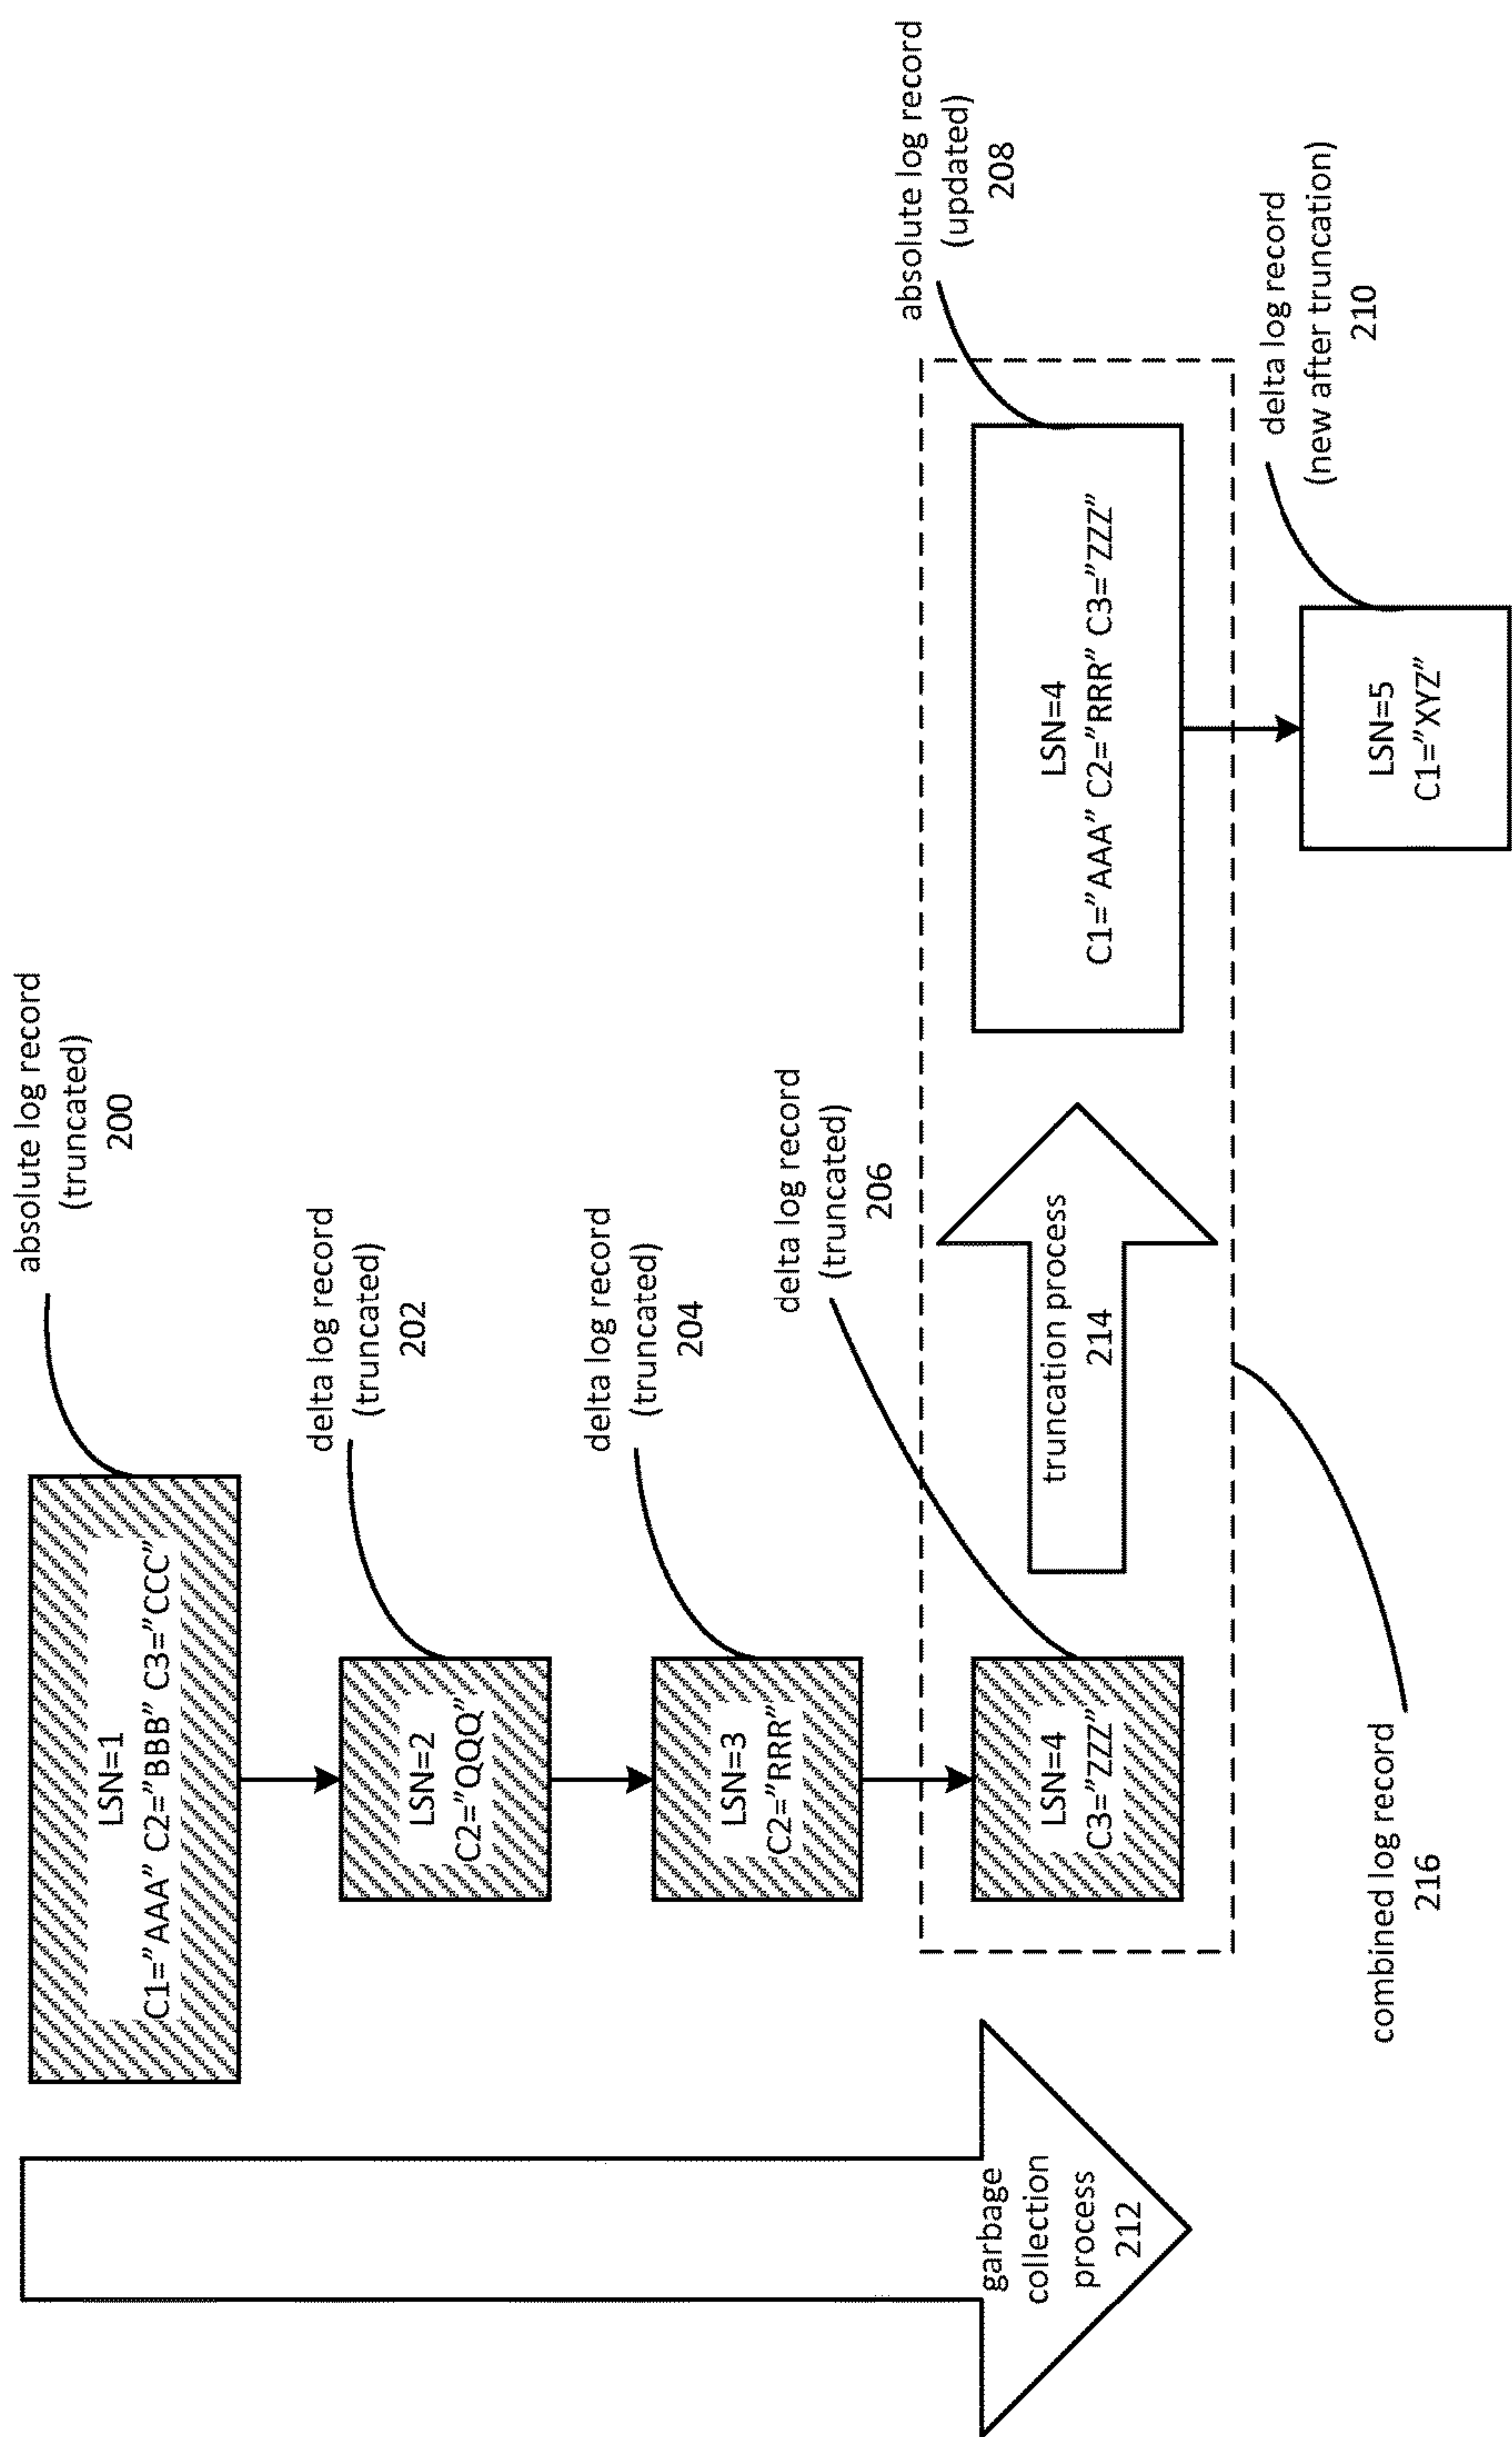 absolute log record
(truncated)
200
LSN=1
C1="AAA" C2="BBB" C3="CCC"
delta log record
(truncated)
202
LSN=2
C2="QQQ"
delta log record
(truncated)
204
LSN=3
C2="RRR"
delta log record
(truncated)
206
LSN=4
C3="ZZZ"
truncation process
214
absolute log record
(updated)
208
LSN=4
C1="AAA" C2="RRR" C3="ZZZ"
delta log record
(new after truncation)
210
LSN=5
C1="XYZ"
garbage
collection
process
212
combined log record
216